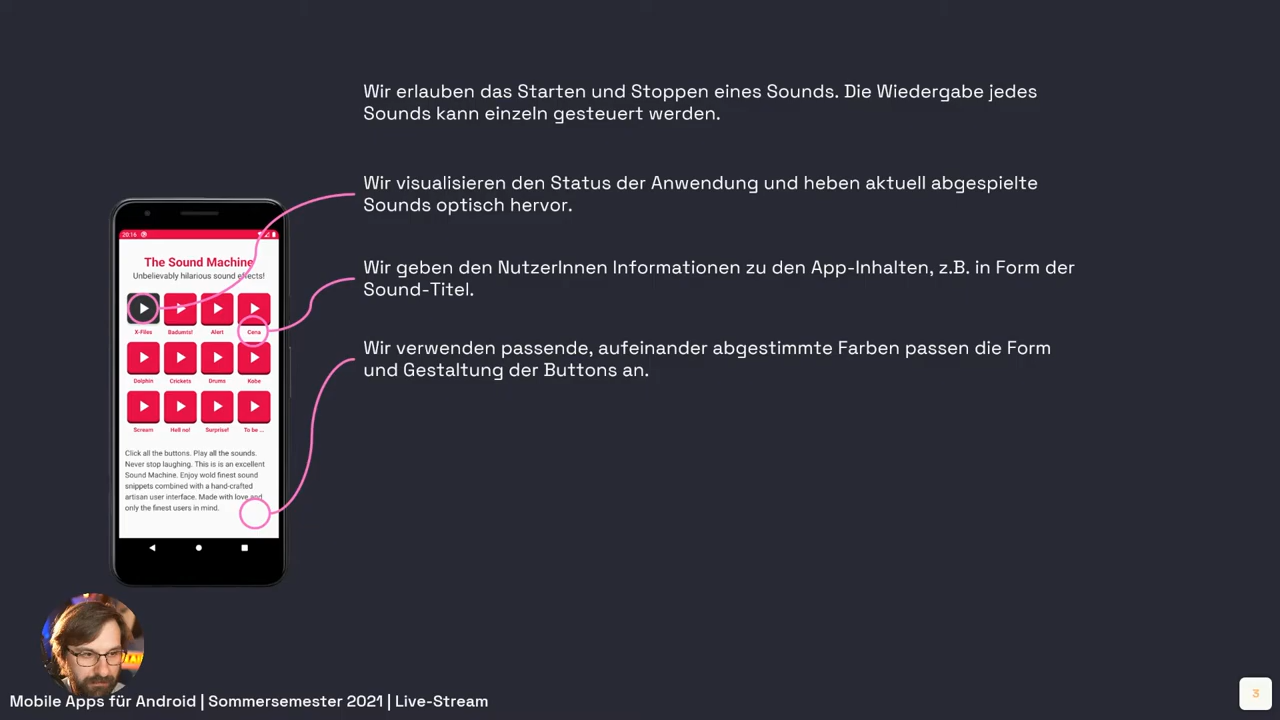 Wir erlauben das Starten und Stoppen eines Sounds. Die Wiedergabe jedes
Sounds kann einzeln gesteuert werden.
Wir visualisieren den Status der Anwendung und heben aktuell abgespielte
Sounds optisch hervor.
Wir geben den NutzerInnen Informationen zu den App-Inhalten, z.B. in Form der
Sound-Titel.
Wir verwenden passende, aufeinander abgestimmte Farben passen die Form
und Gestaltung der Buttons an.
20:16
The Sound Machine
Unbelievably hilarious sound effects!
X-Files Badumts! Alert Cena
Dolphin Crickets Drums Kobe
Scream Hell no! Surprise! To be ...
Click all the buttons. Play all the sounds.
Never stop laughing. This is is an excellent
Sound Machine. Enjoy wold finest sound
snippets combined with a hand-crafted
artisan user interface. Made with love and
only the finest users in mind.
Mobile Apps für Android | Sommersemester 2021 | Live-Stream
3